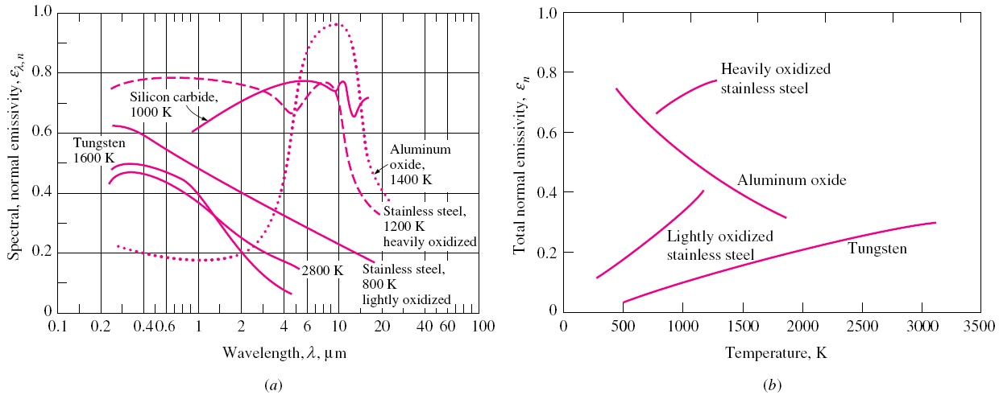 Spectral, normal emissivity, ελ,n
1.0
0.8
0.6
0.4
0.2
0
Silicon carbide,
1000 K
Tungsten
1600 K
Aluminum
oxide,
1400 K
Stainless steel,
1200 K
heavily oxidized
2800 K
Stainless steel,
800 K
lightly oxidized
0.1 0.2 0.4 0.6 1 2 4 6 10 20 40 60 100
Wavelength, λ, μm
(a)
Total normal emissivity, εn
1.0
0.8
0.6
0.4
0.2
0
Heavily oxidized
stainless steel
Aluminum oxide
Lightly oxidized
stainless steel
Tungsten
0 500 1000 1500 2000 2500 3000 3500
Temperature, K
(b)